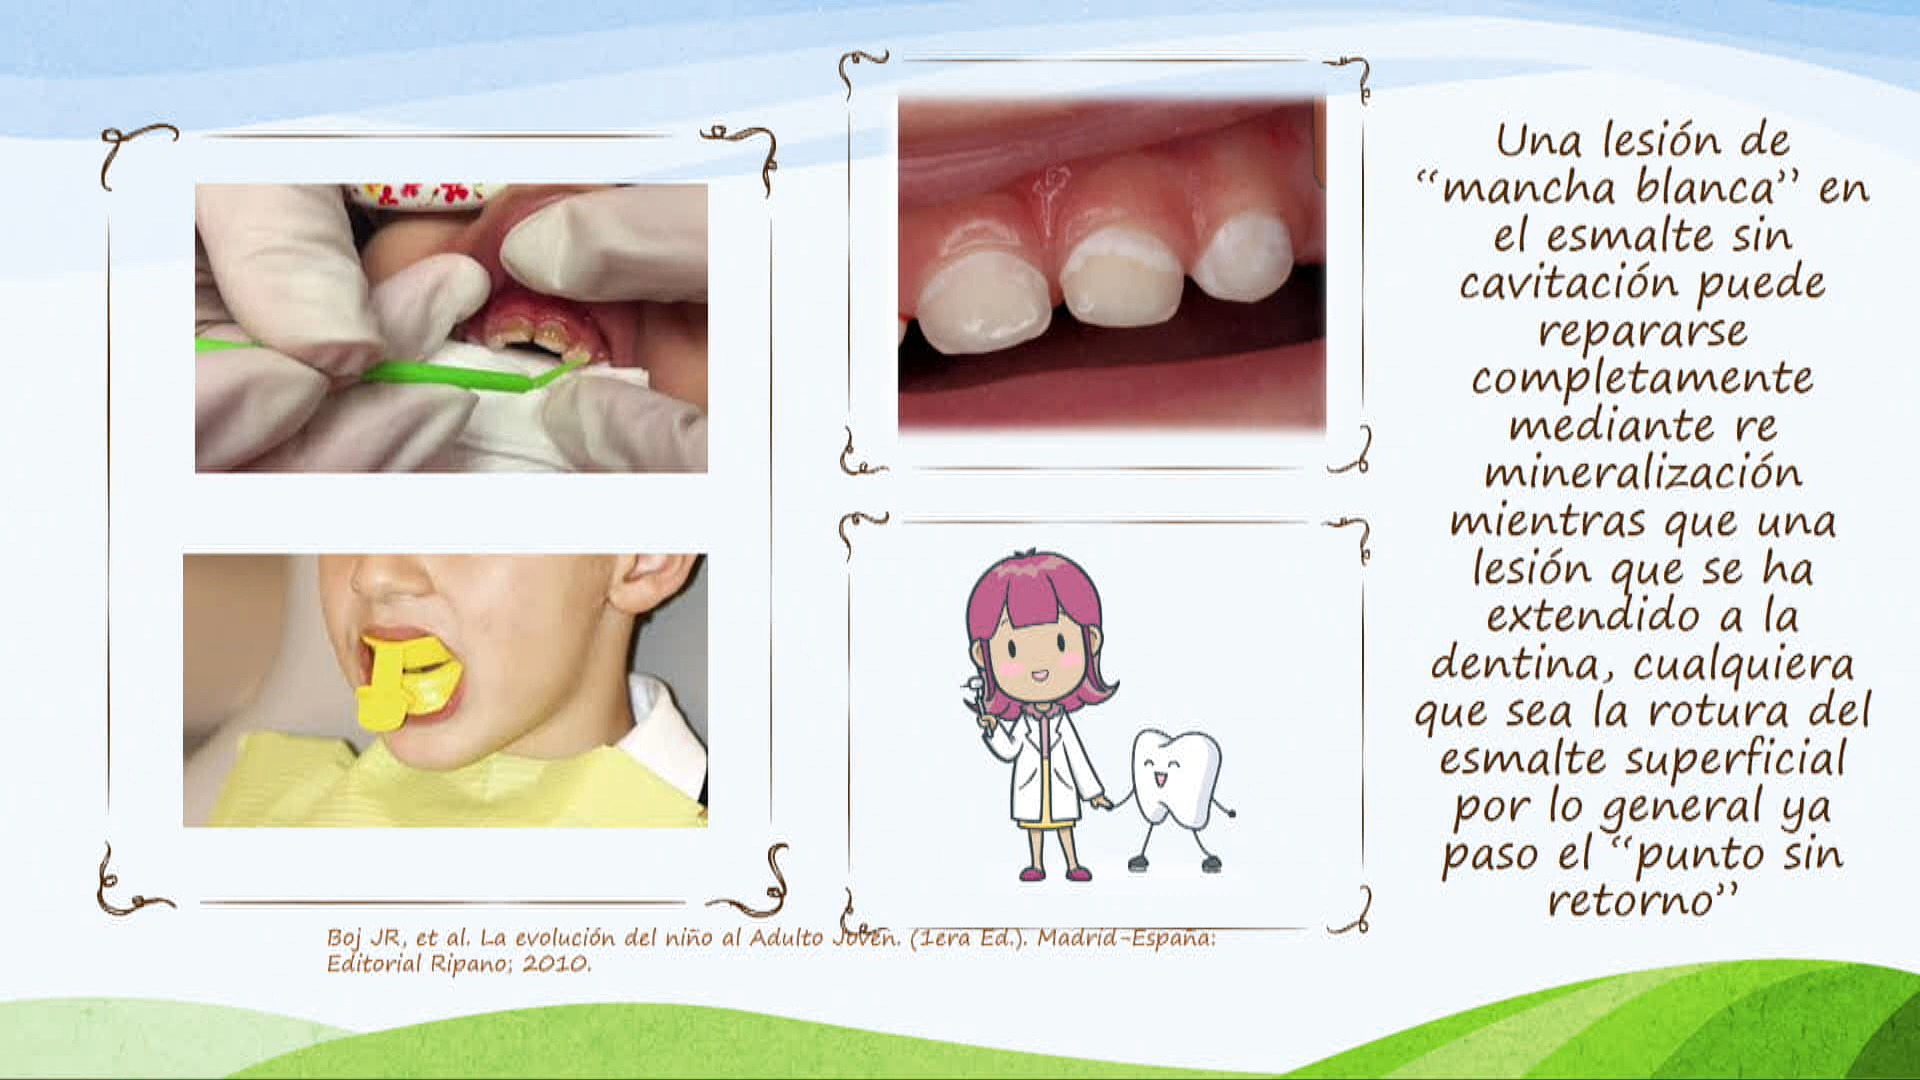 Una lesión de
“mancha blanca” en
el esmalte sin
cavitación puede
repararse
completamente
mediante re
mineralización
mientras que una
lesión que se ha
extendido a la
dentina, cualquiera
que sea la rotura del
esmalte superficial
por lo general ya
paso el “punto sin
retorno”
Boj JR, et al. La evolución del niño al Adulto Joven. (1era Ed.). Madrid-España:
Editorial Ripano; 2010.